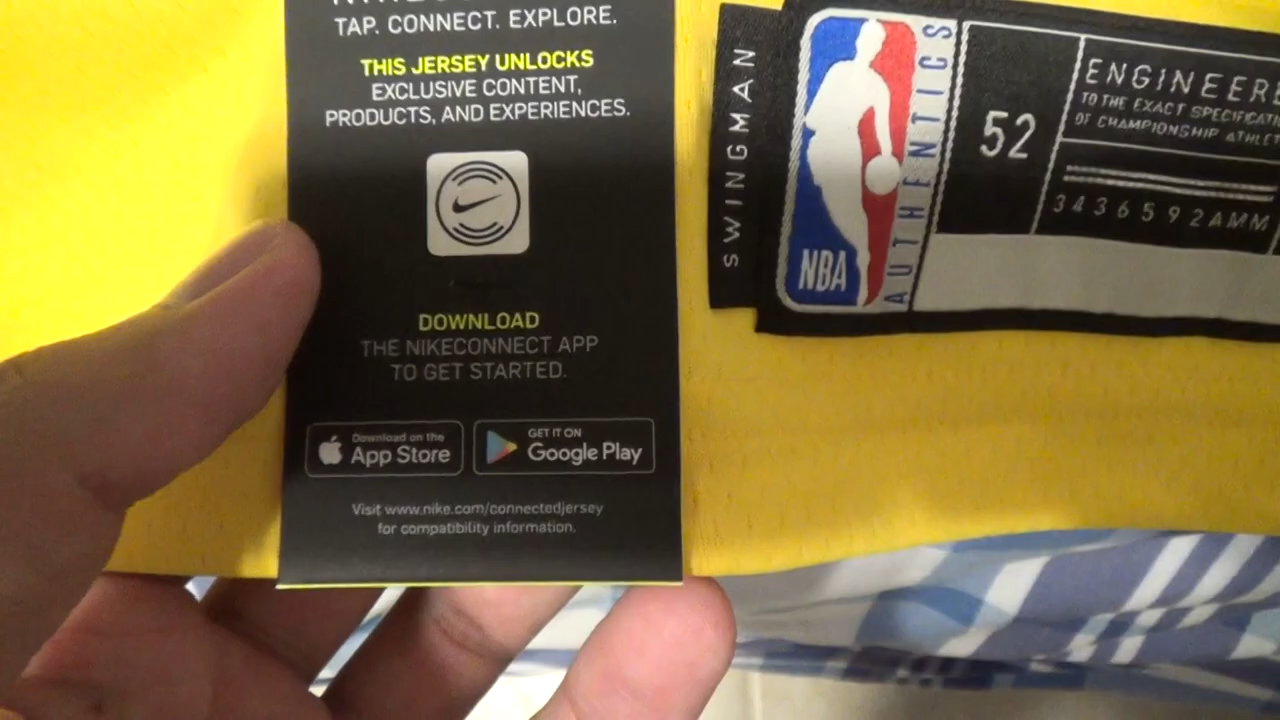 TAP. CONNECT. EXPLORE.
THIS JERSEY UNLOCKS
EXCLUSIVE CONTENT,
PRODUCTS, AND EXPERIENCES.
DOWNLOAD
THE NIKECONNECT APP
TO GET STARTED.
Download on the
App Store
GET IT ON
Google Play
Visit www.nike.com/connectedjersey
for compatibility information.
SWINGMAN
NBA
AUTHENTICS
52
ENGINEERE
TO THE EXACT SPECIFICATI
OF CHAMPIONSHIP ATHLET
3436592AMM